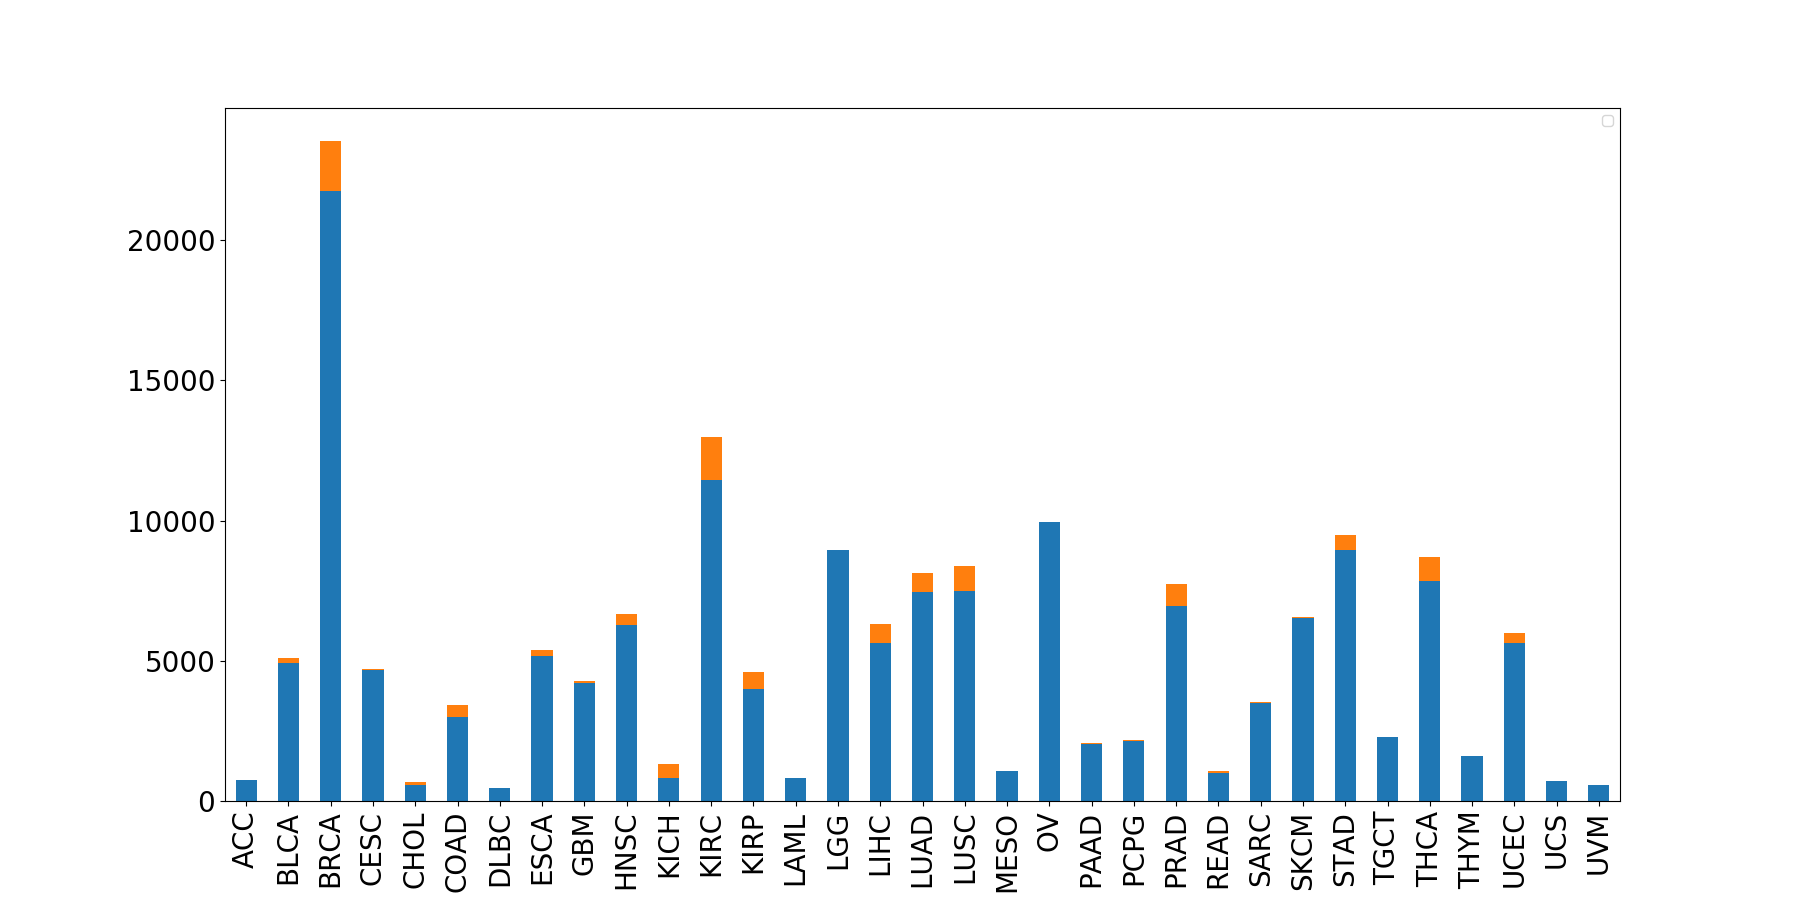 20000
15000
10000
5000
0
ACC
BLCA
BRCA
CESC
CHOL
COAD
DLBC
ESCA
GBM
HNSC
KICH
KIRC
KIRP
LAML
LGG
LIHC
LUAD
LUSC
MESO
OV
PAAD
PCPG
PRAD
READ
SARC
SKCM
STAD
TGCT
THCA
THYM
UCEC
UCS
UVM